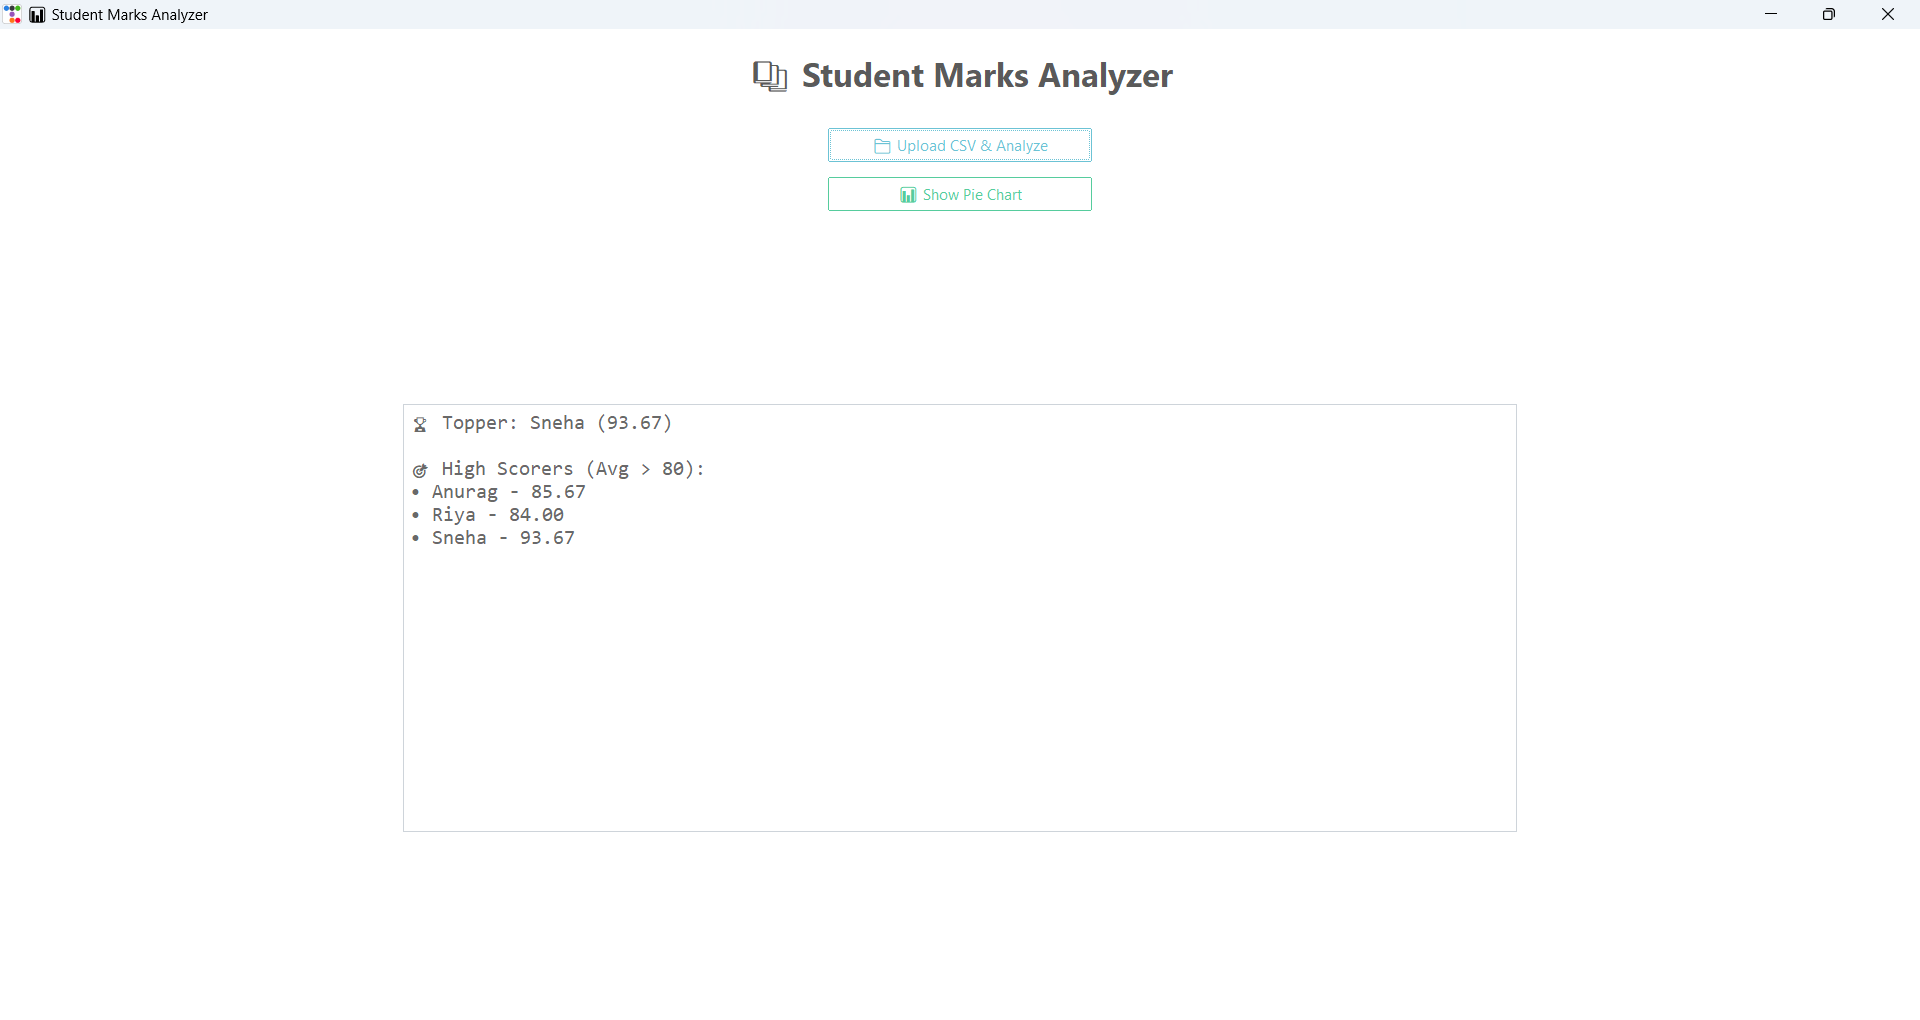 Student Marks Analyzer
Student Marks Analyzer
Upload CSV & Analyze
Show Pie Chart
Topper: Sneha (93.67)
High Scorers (Avg > 80):
• Anurag - 85.67
• Riya - 84.00
• Sneha - 93.67